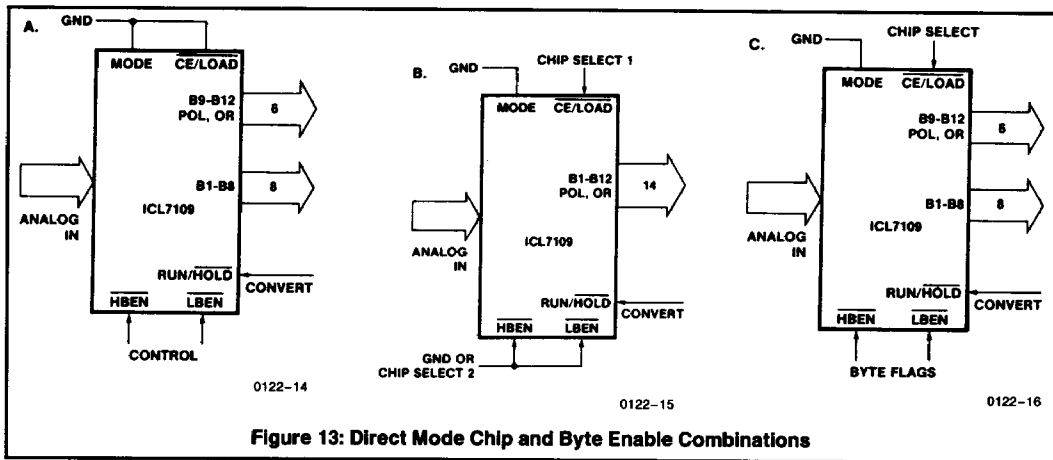 A.
GND
MODE
CE/LOAD
B9-B12
POL, OR
6
B1-B8
8
ANALOG
IN
ICL7109
RUN/HOLD
CONVERT
HBEN
LBEN
CONTROL
0122-14
B.
GND
CHIP SELECT 1
MODE
CE/LOAD
B1-B12
POL, OR
14
ANALOG
IN
ICL7109
RUN/HOLD
CONVERT
HBEN
LBEN
GND OR
CHIP SELECT 2
0122-15
C.
GND
CHIP SELECT
MODE
CE/LOAD
B9-B12
POL, OR
6
B1-B8
8
ANALOG
IN
ICL7109
RUN/HOLD
CONVERT
HBEN
LBEN
BYTE FLAGS
0122-16
Figure 13: Direct Mode Chip and Byte Enable Combinations